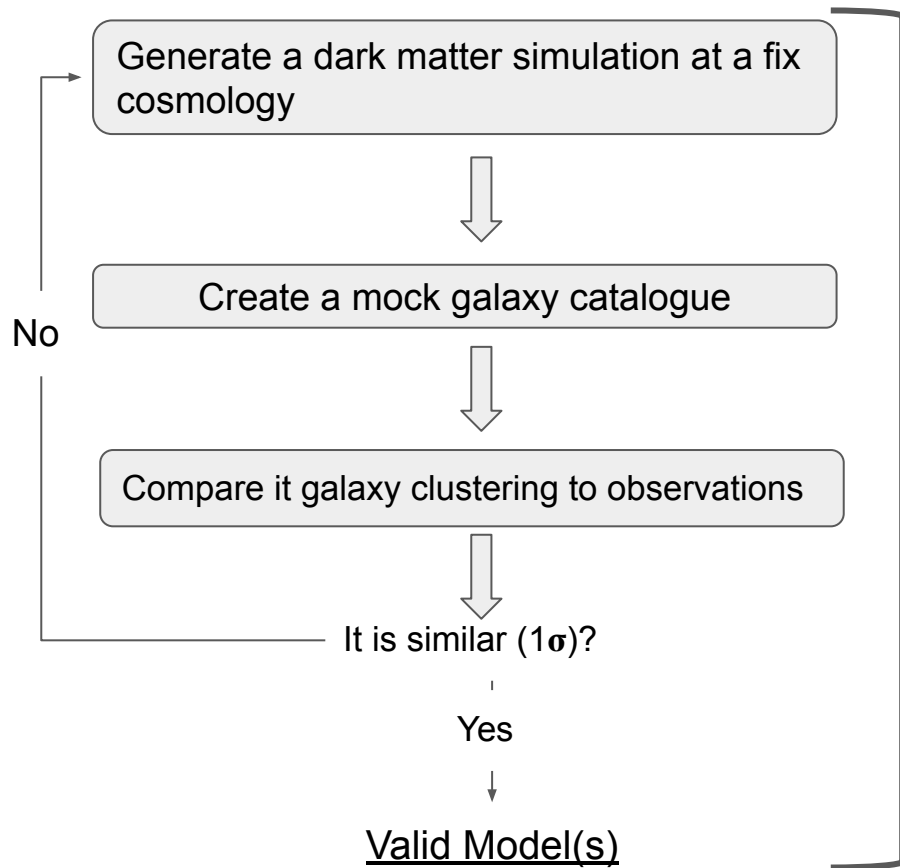 Generate a dark matter simulation at a fix
cosmology
Create a mock galaxy catalogue
No
Compare it galaxy clustering to observations
It is similar (1σ)?
Yes
Valid Model(s)